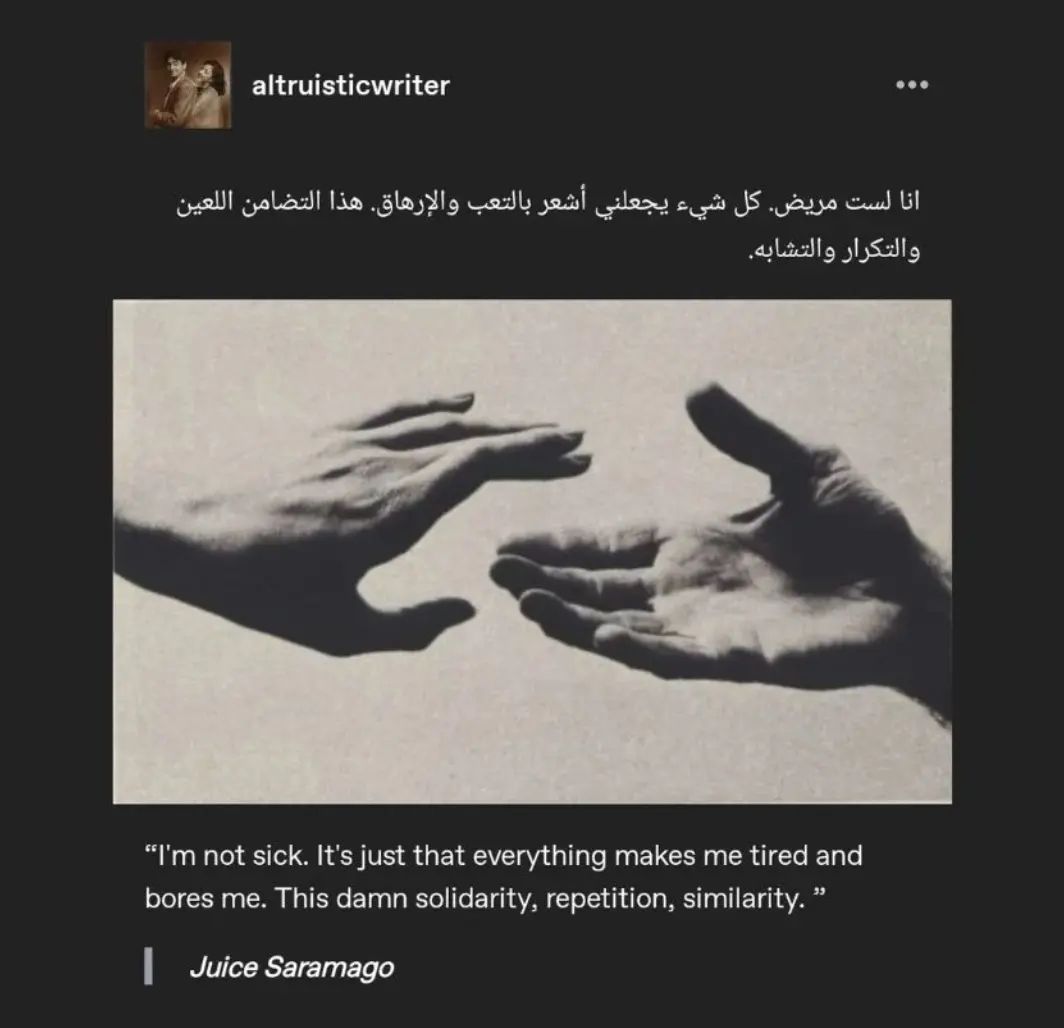 altruisticwriter
انا لست مريض. كل شيء يجعلني أشعر بالتعب والإرهاق. هذا التضامن اللعين
والتكرار والتشابه.
“I'm not sick. It's just that everything makes me tired and
bores me. This damn solidarity, repetition, similarity. ”
Juice Saramago